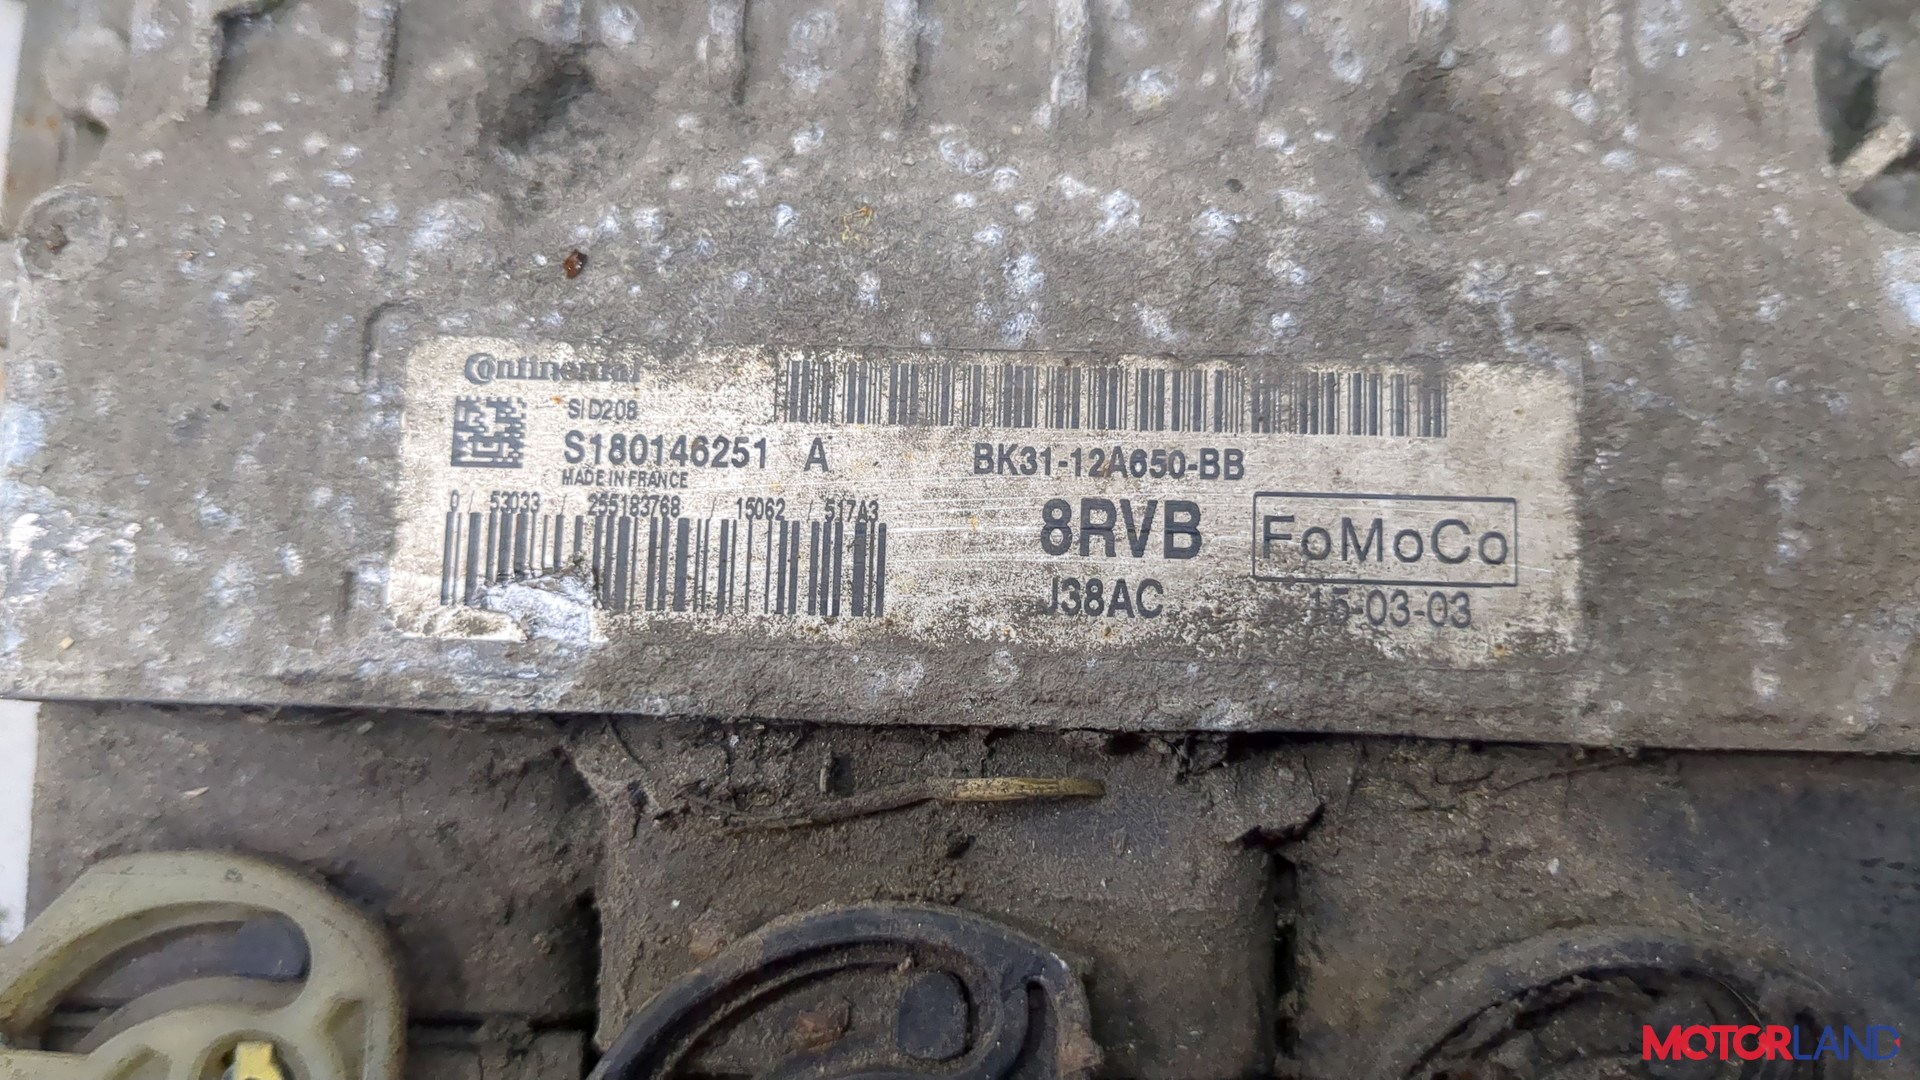 Continental
SID208
S180146251 A
MADE IN FRANCE
0 / 53033 / 255183768 / 15062 / 517A3
BK31-12A650-BB
8RVB
FoMoCo
J38AC
15-03-03
MOTORLAND